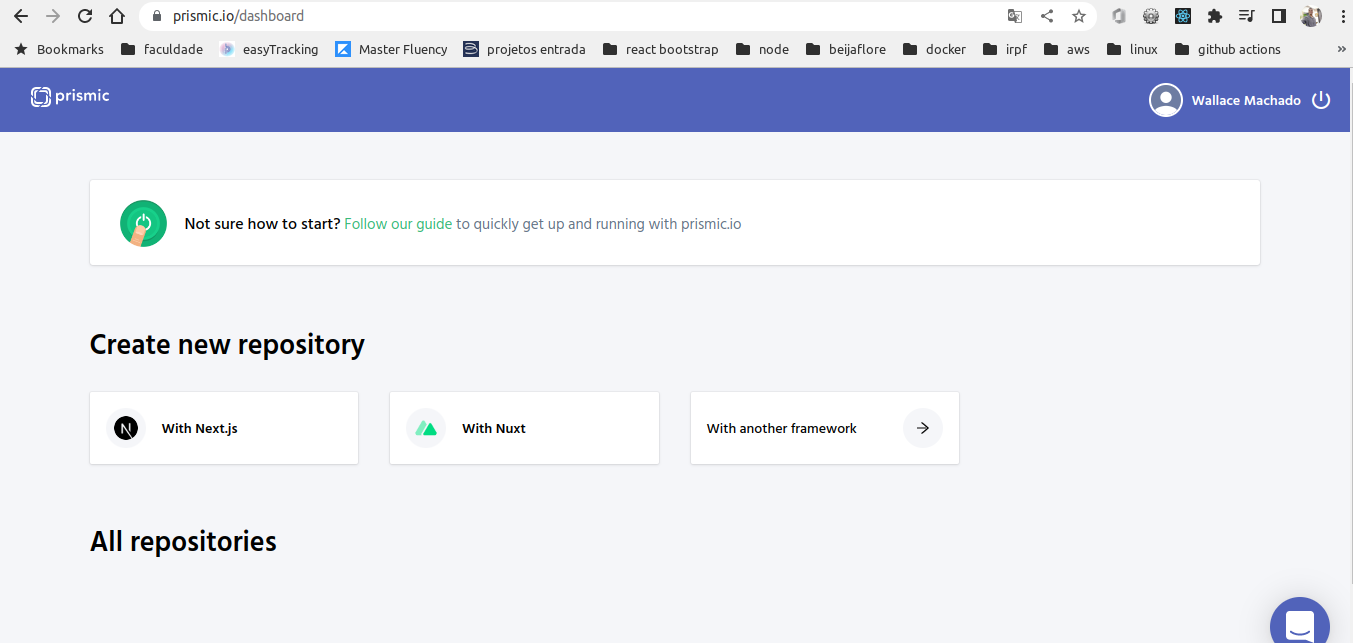 prismic.io/dashboard
Bookmarks faculdade easyTracking Master Fluency projetos entrada react bootstrap node beijaflore docker irpf aws linux github actions »
prismic
Wallace Machado
Not sure how to start? Follow our guide to quickly get up and running with prismic.io
Create new repository
N With Next.js
With Nuxt
With another framework
All repositories